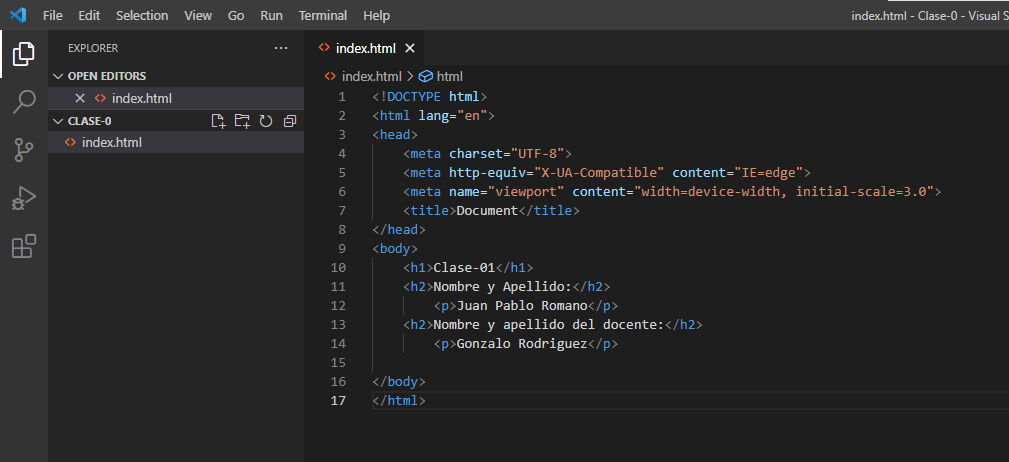 File Edit Selection View Go Run Terminal Help index.html - Clase-0 - Visual S
EXPLORER ...
OPEN EDITORS
index.html
CLASE-0
index.html
index.html
index.html > html
1 <!DOCTYPE html>
2 <html lang="en">
3 <head>
4 <meta charset="UTF-8">
5 <meta http-equiv="X-UA-Compatible" content="IE=edge">
6 <meta name="viewport" content="width=device-width, initial-scale=3.0">
7 <title>Document</title>
8 </head>
9 <body>
10 <h1>Clase-01</h1>
11 <h2>Nombre y Apellido:</h2>
12 <p>Juan Pablo Romano</p>
13 <h2>Nombre y apellido del docente:</h2>
14 <p>Gonzalo Rodriguez</p>
15
16 </body>
17 </html>